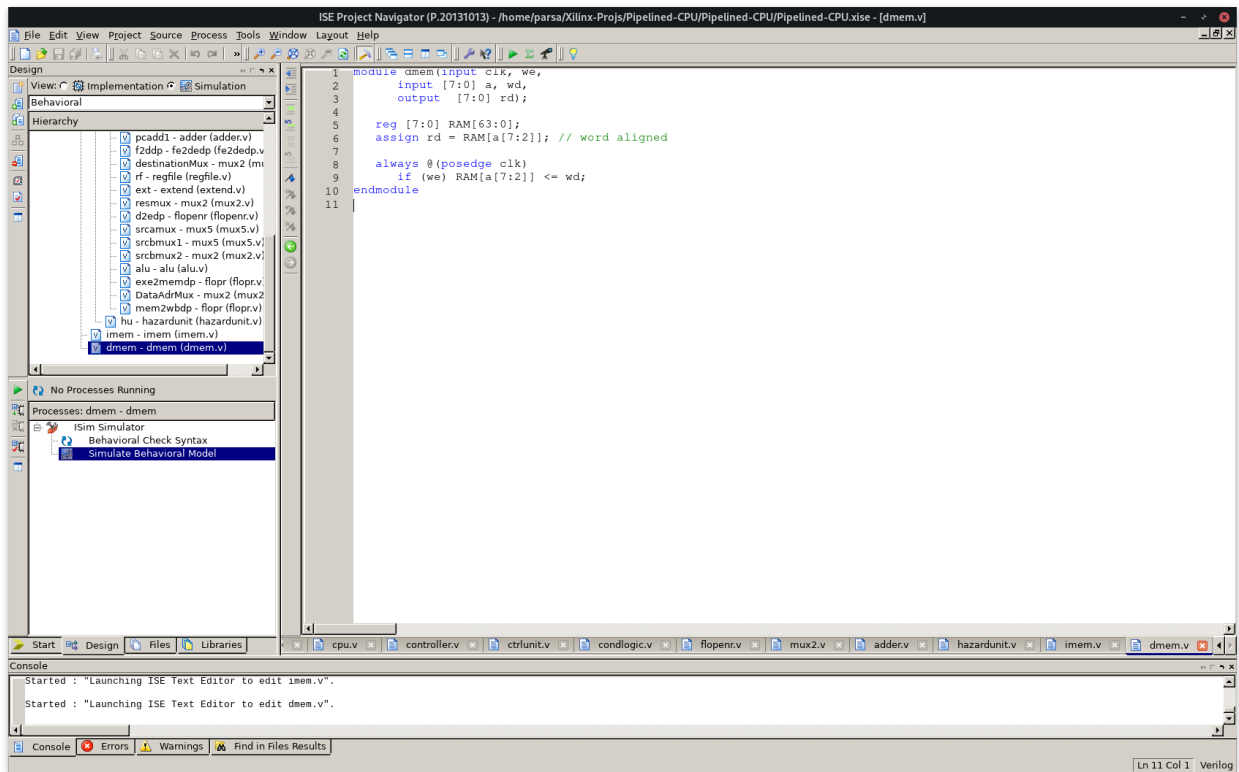 ISE Project Navigator (P.20131013) - /home/parsa/Xilinx-Projs/Pipelined-CPU/Pipelined-CPU/Pipelined-CPU.xise - [dmem.v]
File Edit View Project Source Process Tools Window Layout Help
Design
View: Implementation Simulation
Behavioral
Hierarchy
pcadd1 - adder (adder.v)
f2ddp - fe2dedp (fe2dedp.v
destinationMux - mux2 (mu
rf - regfile (regfile.v)
ext - extend (extend.v)
resmux - mux2 (mux2.v)
d2edp - flopenr (flopenr.v)
srcamux - mux5 (mux5.v)
srcbmux1 - mux5 (mux5.v)
srcbmux2 - mux2 (mux2.v)
alu - alu (alu.v)
exe2memdp - flopr (flopr.v
DataAdrMux - mux2 (mux2
mem2wbdp - flopr (flopr.v)
hu - hazardunit (hazardunit.v)
imem - imem (imem.v)
dmem - dmem (dmem.v)
No Processes Running
Processes: dmem - dmem
ISim Simulator
Behavioral Check Syntax
Simulate Behavioral Model
Start Design Files Libraries
1 module dmem(input clk, we,
2 input [7:0] a, wd,
3 output [7:0] rd);
4
5 reg [7:0] RAM[63:0];
6 assign rd = RAM[a[7:2]]; // word aligned
7
8 always @(posedge clk)
9 if (we) RAM[a[7:2]] <= wd;
10 endmodule
11
cpu.v controller.v ctrlunit.v condlogic.v flopenr.v mux2.v adder.v hazardunit.v imem.v dmem.v
Console
Started : "Launching ISE Text Editor to edit imem.v".
Started : "Launching ISE Text Editor to edit dmem.v".
Console Errors Warnings Find in Files Results
Ln 11 Col 1 Verilog